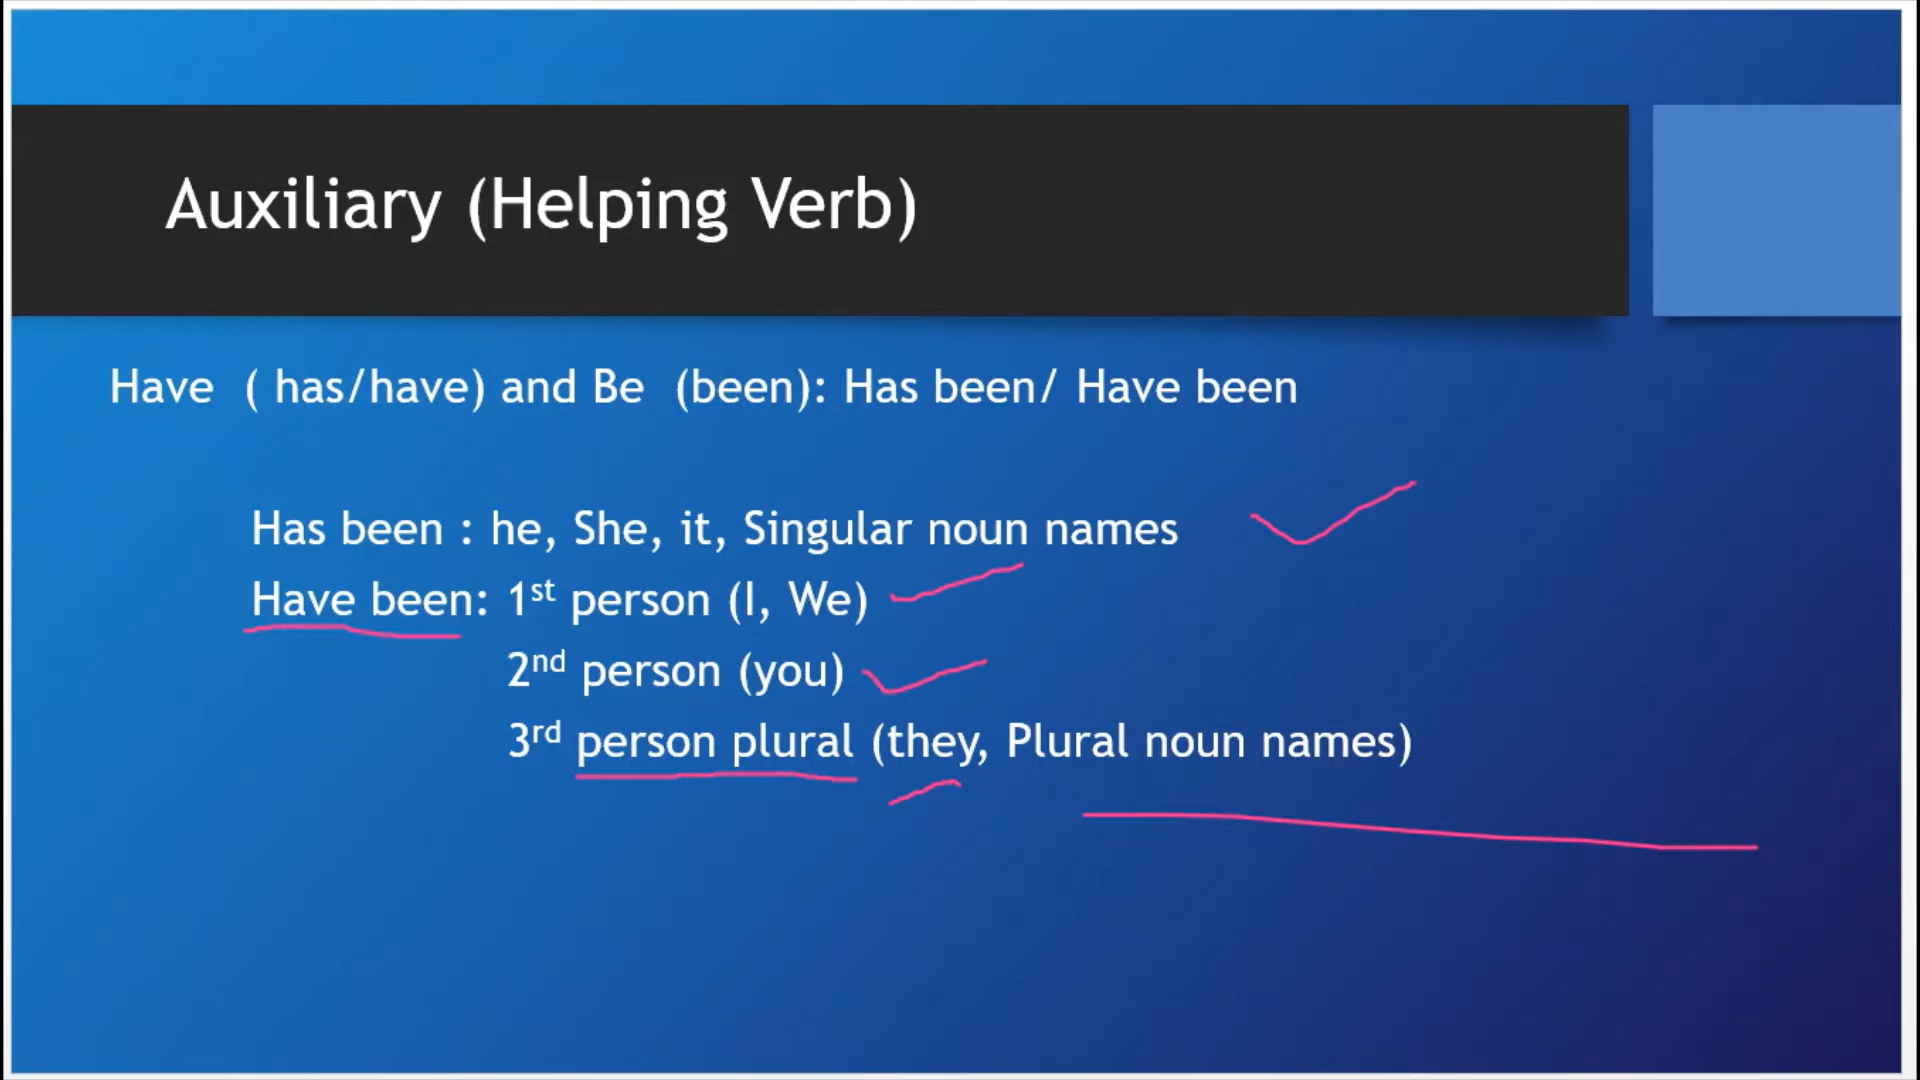 Auxiliary (Helping Verb)
Have ( has/have) and Be (been): Has been/ Have been
Has been : he, She, it, Singular noun names
Have been: 1st person (I, We)
2nd person (you)
3rd person plural (they, Plural noun names)